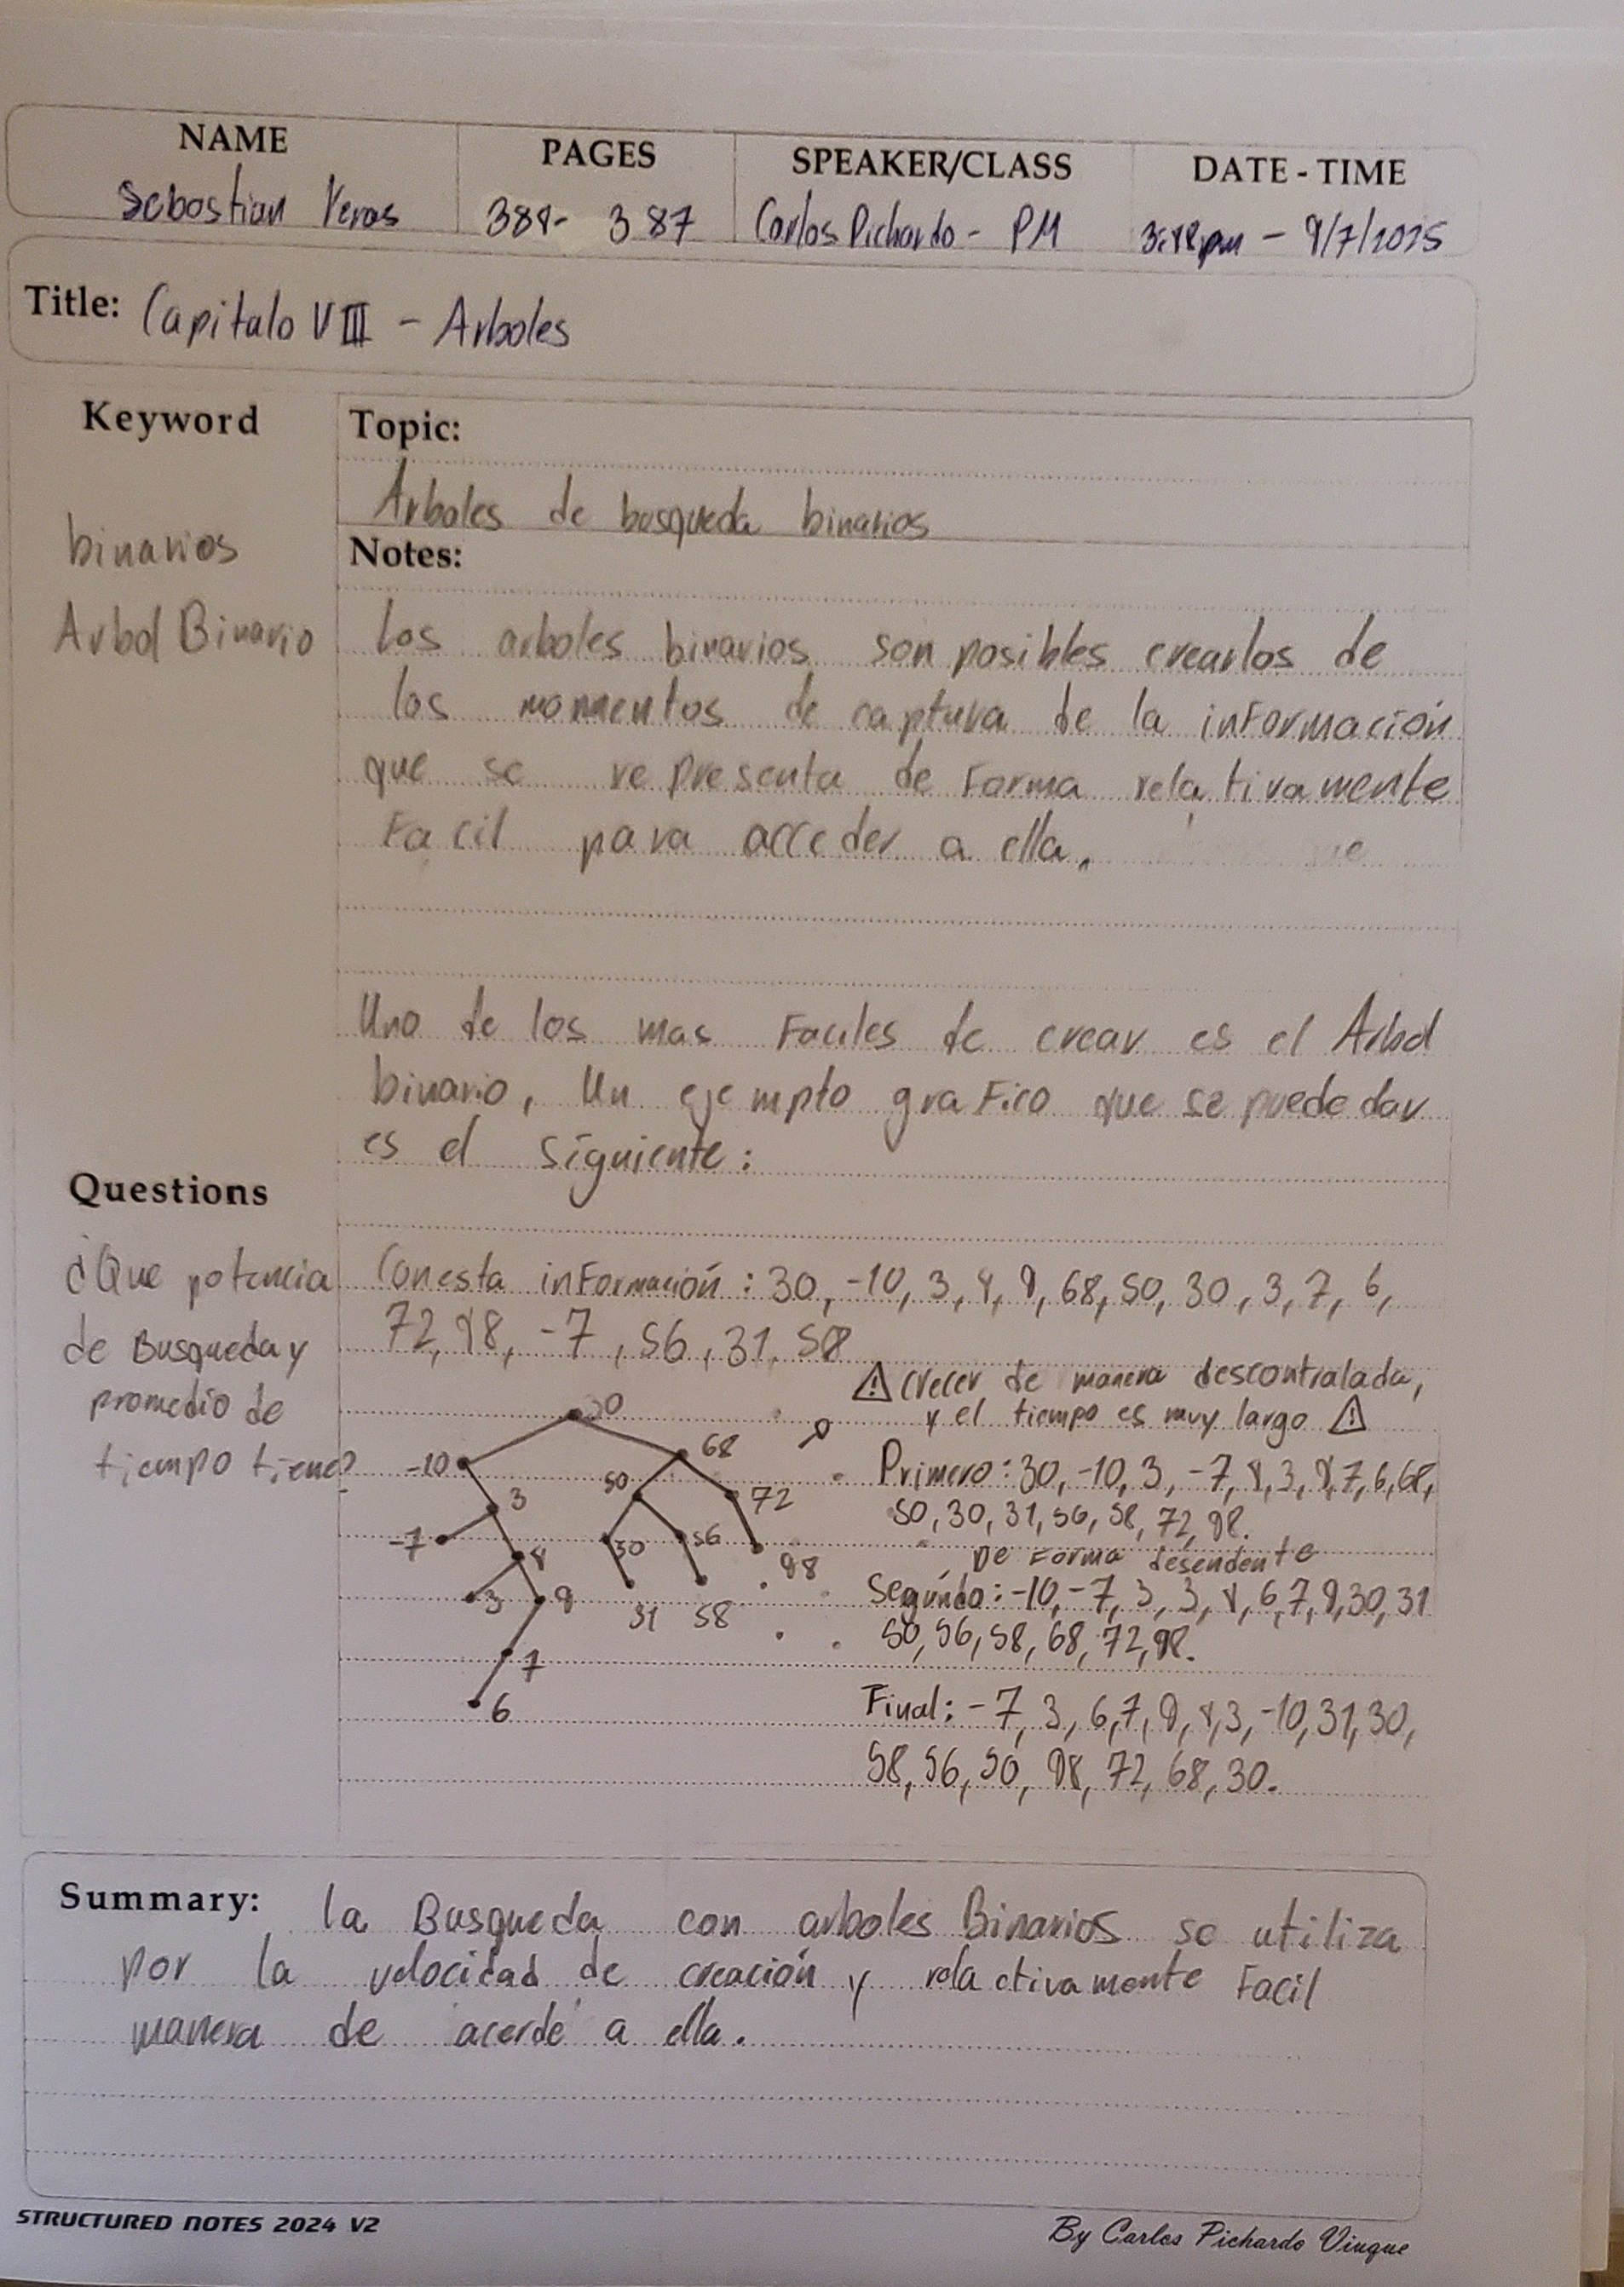 NAME
Sebastian Veras
PAGES
384- 387
SPEAKER/CLASS
Carlos Pichardo - PM
DATE - TIME
3:48pm - 9/7/2025
Title: Capitalo VIII - Arboles
Keyword
binarios
Arbol Binario
Topic:
Arboles de busqueda binarios
Notes:
Los arboles binarios son posibles crearlos de
los momentos de captura de la información
que se representa de Forma relativamente
Facil para acceder a ella.
Uno de los mas Faciles de crear es el Arbol
binario, Un ejemplo graFico que se puede dar
es el siguiente:
Questions
¿Que potencia
de Busqueda y
promedio de
tiempo tiene?
Con esta inFormación: 30, -10, 3, 8, 9, 68, 50, 30, 3, 7, 6,
72, 98, -7, 56, 31, 58
⚠ crecer de manera descontralada,
y el tiempo es muy largo ⚠
30
-10
68
3
50
72
-7
8
30
56
98
3
9
31
58
7
6
Primero: 30, -10, 3, -7, 8, 3, 9, 7, 6, 68,
50, 30, 31, 56, 58, 72, 98.
De Forma desendente
Segundo: -10, -7, 3, 3, 8, 6, 7, 9, 30, 31
50, 56, 58, 68, 72, 98.
Final: -7, 3, 6, 7, 9, 8, 3, -10, 31, 30,
58, 56, 50, 98, 72, 68, 30.
Summary: la Busqueda con arboles Binarios se utiliza
por la velocidad de creación y relactivamente Facil
manera de acerde a ella.
STRUCTURED NOTES 2024 V2
By Carlos Pichardo Viuque